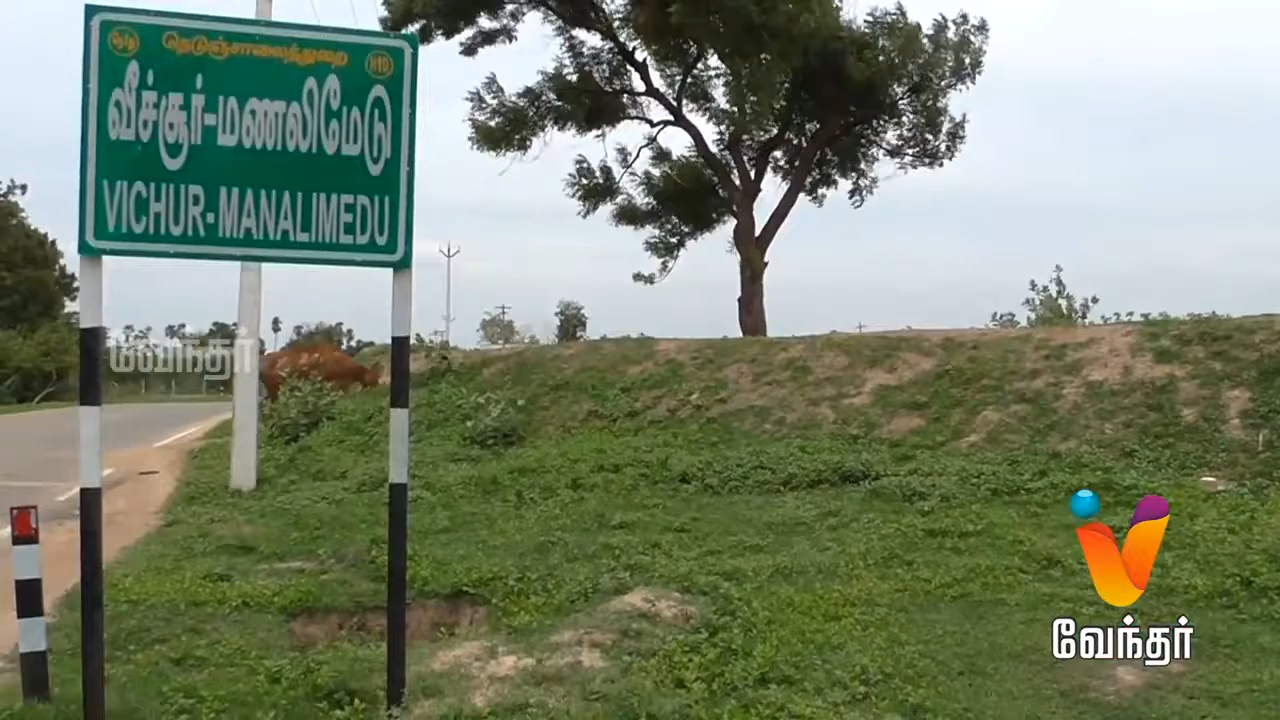 நெடுஞ்சாலைத்துறை
வீச்சூர்-மணலிமேடு
VICHUR-MANALIMEDU
வேந்தர்
வேந்தர்